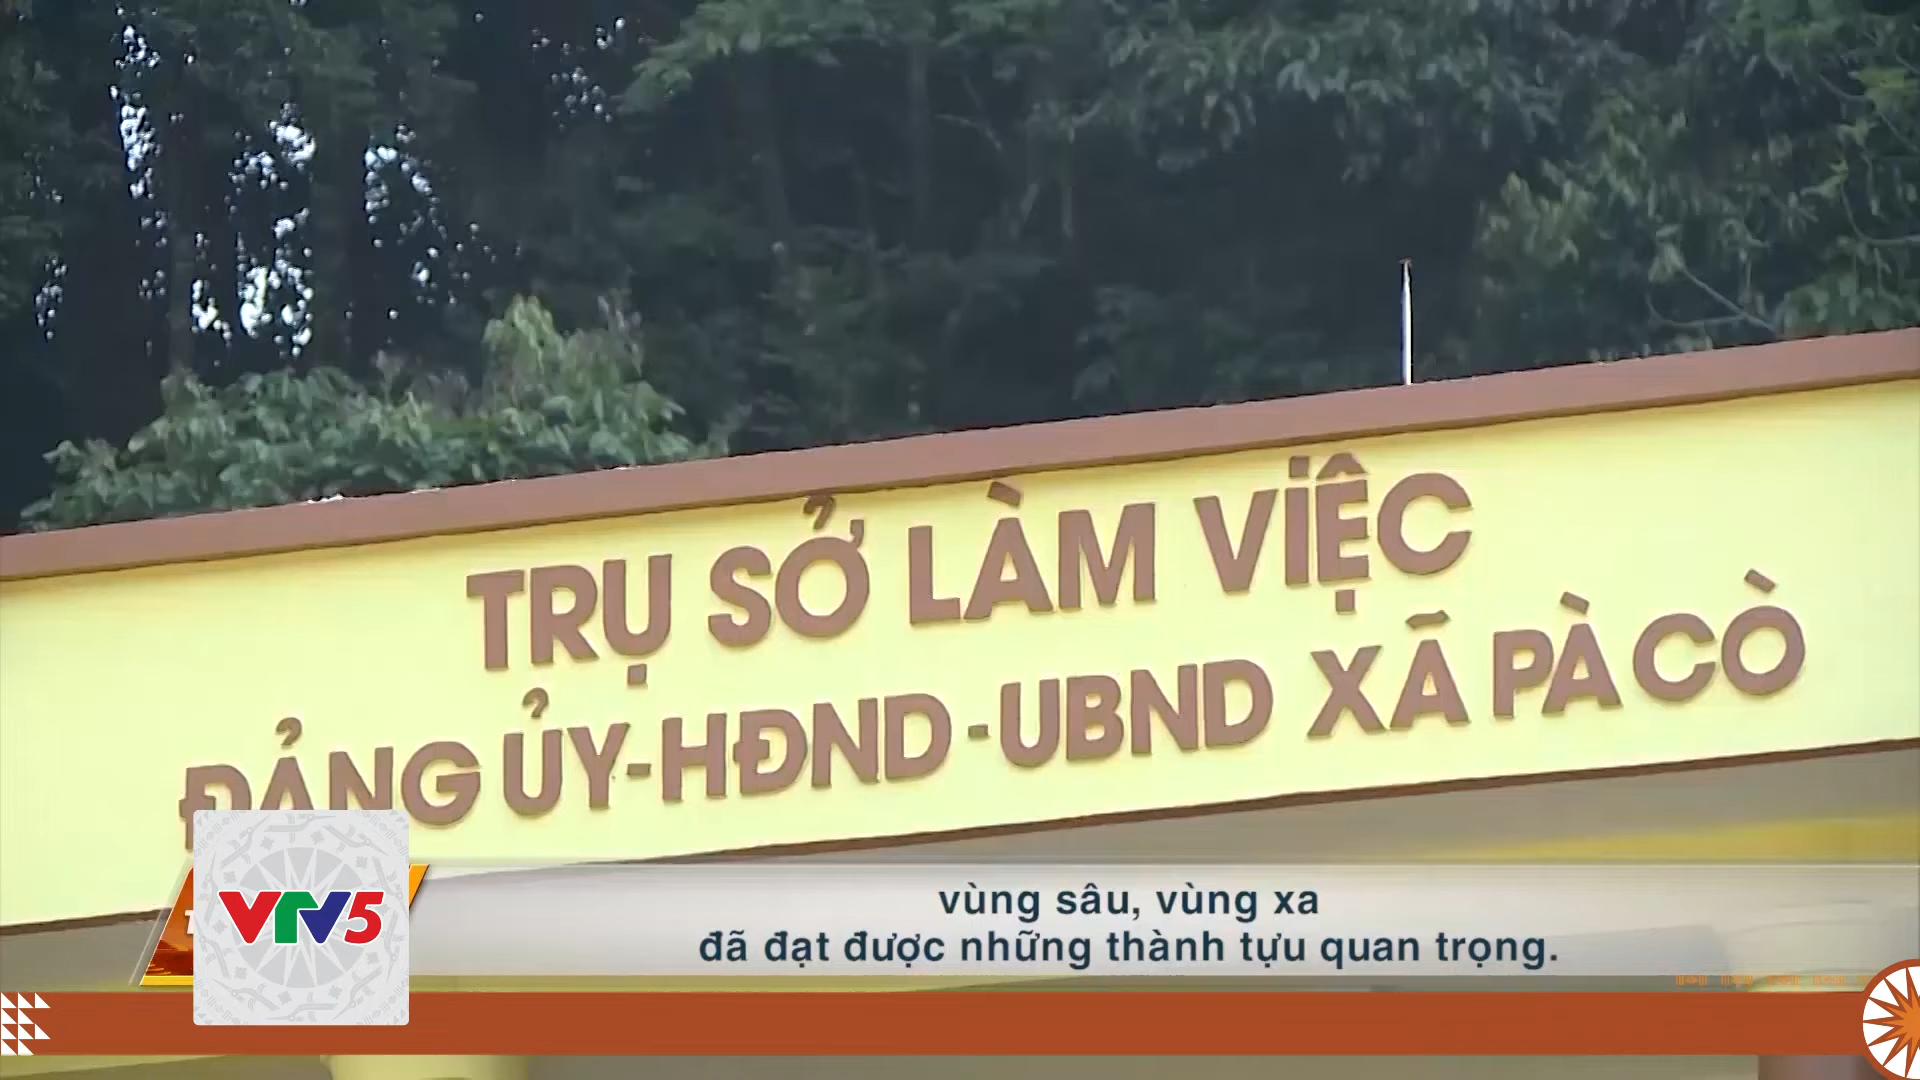 TRỤ SỞ LÀM VIỆC
ĐẢNG ỦY-HĐND-UBND XÃ PÀ CÒ
VTV5
vùng sâu, vùng xa
đã đạt được những thành tựu quan trọng.